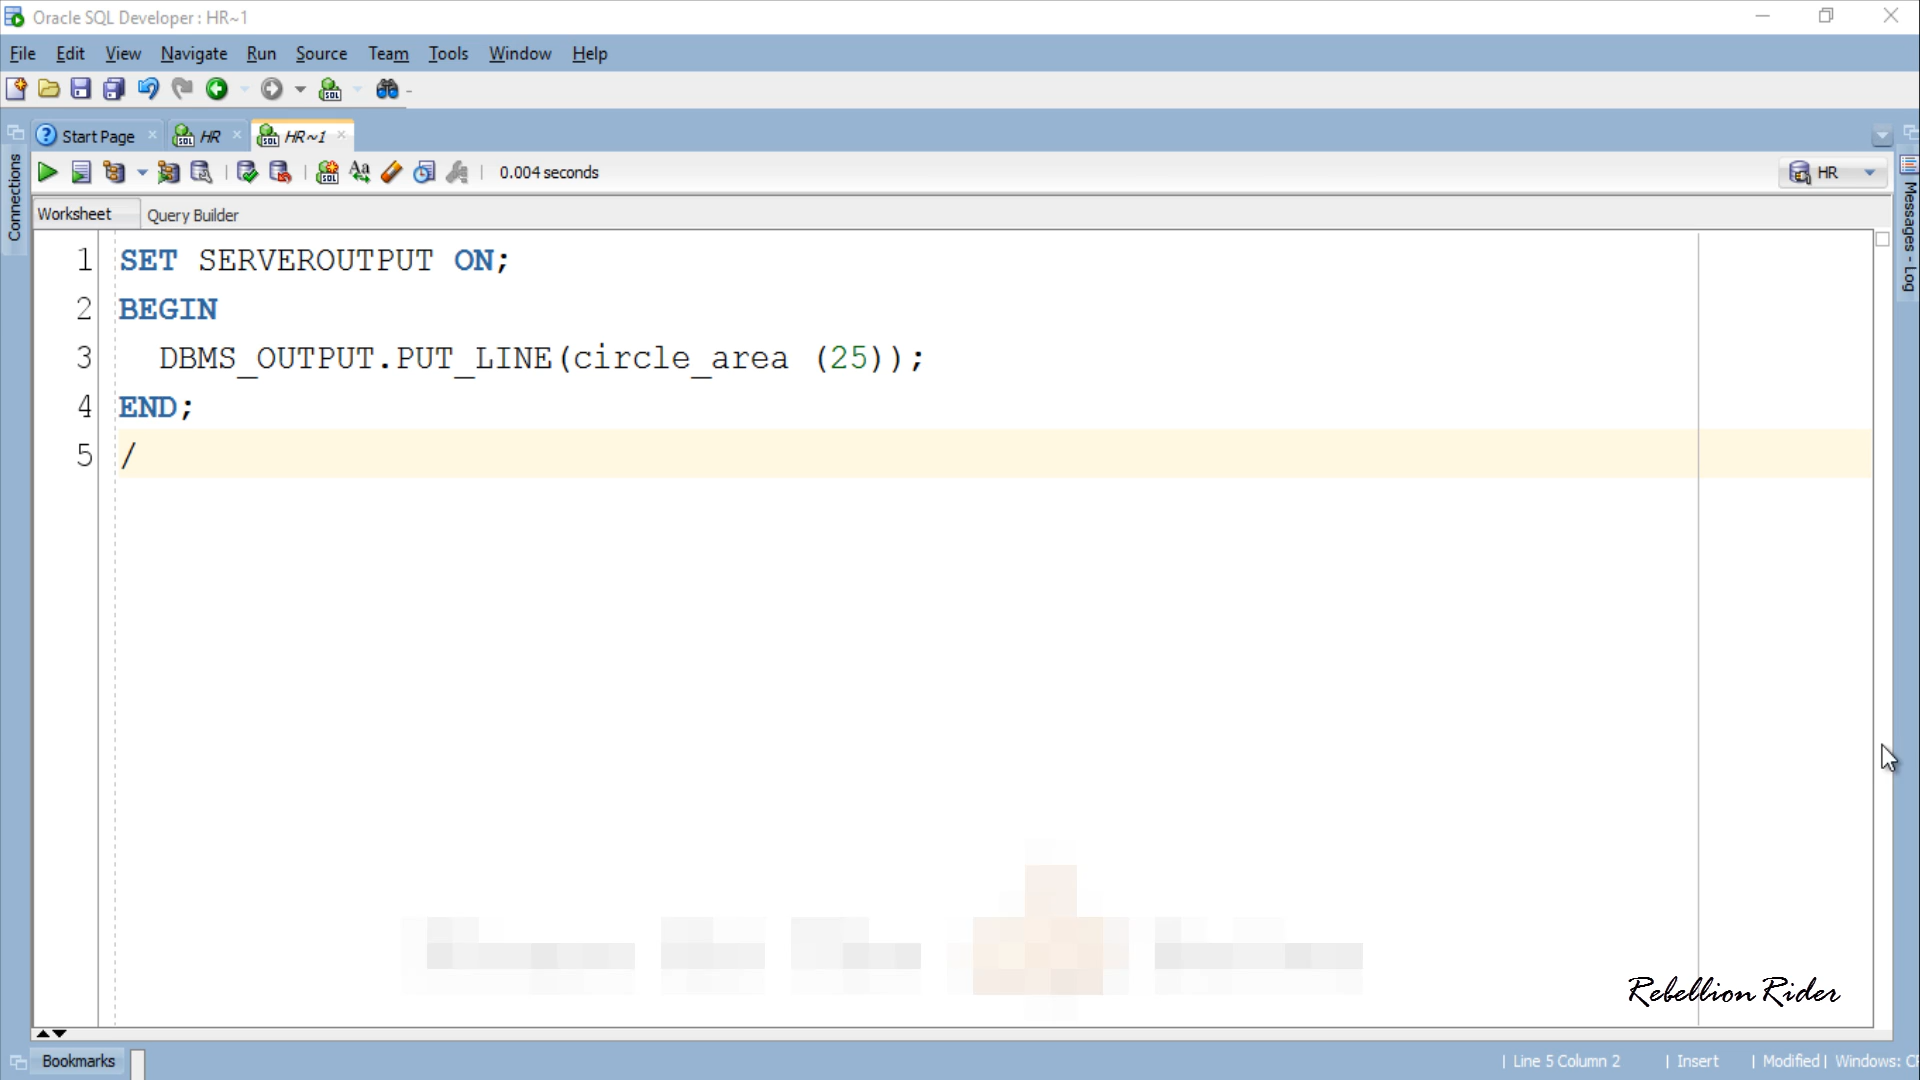 Oracle SQL Developer : HR~1
File Edit View Navigate Run Source Team Tools Window Help
Start Page HR HR~1
0.004 seconds
HR
Connections
Messages - Log
Worksheet Query Builder
1 SET SERVEROUTPUT ON;
2 BEGIN
3 DBMS_OUTPUT.PUT_LINE(circle_area (25));
4 END;
5 /
Rebellion Rider
Bookmarks
| Line 5 Column 2 | Insert | Modified | Windows: